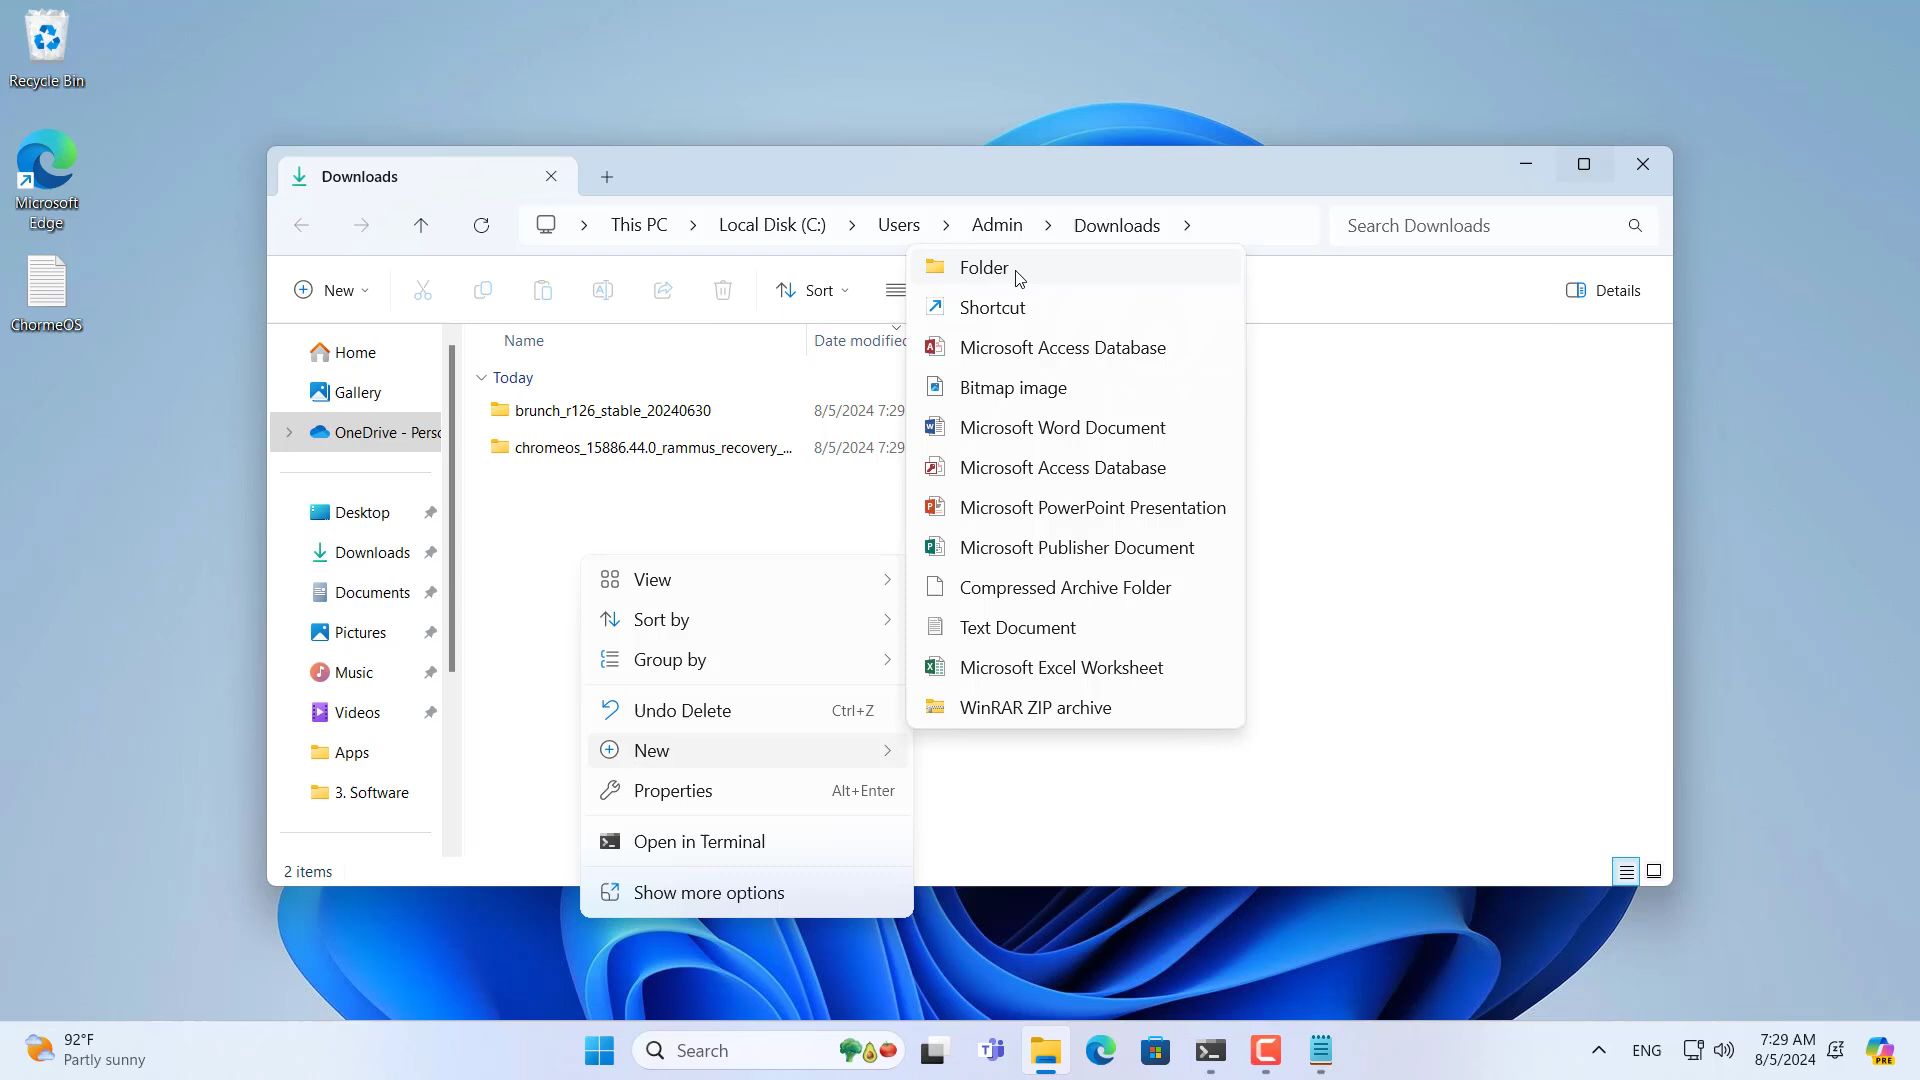 Recycle Bin
Microsoft
Edge
ChormeOS
Downloads
This PC
Local Disk (C:)
Users
Admin
Downloads
Search Downloads
New
Sort
Details
Home
Gallery
OneDrive - Perso
Desktop
Downloads
Documents
Pictures
Music
Videos
Apps
3. Software
2 items
Name
Date modified
Today
brunch_r126_stable_20240630
8/5/2024 7:29
chromeos_15886.44.0_rammus_recovery_...
8/5/2024 7:29
View
Sort by
Group by
Undo Delete Ctrl+Z
New
Properties Alt+Enter
Open in Terminal
Show more options
Folder
Shortcut
Microsoft Access Database
Bitmap image
Microsoft Word Document
Microsoft Access Database
Microsoft PowerPoint Presentation
Microsoft Publisher Document
Compressed Archive Folder
Text Document
Microsoft Excel Worksheet
WinRAR ZIP archive
92°F
Partly sunny
Search
ENG
7:29 AM
8/5/2024
PRE